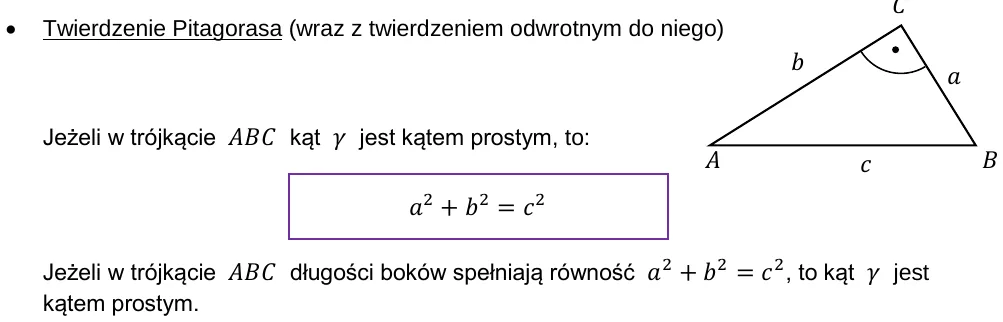 • Twierdzenie Pitagorasa (wraz z twierdzeniem odwrotnym do niego)
C
b
a
Jeżeli w trójkącie ABC kąt γ jest kątem prostym, to:
A
c
B
a² + b² = c²
Jeżeli w trójkącie ABC długości boków spełniają równość a² + b² = c², to kąt γ jest
kątem prostym.